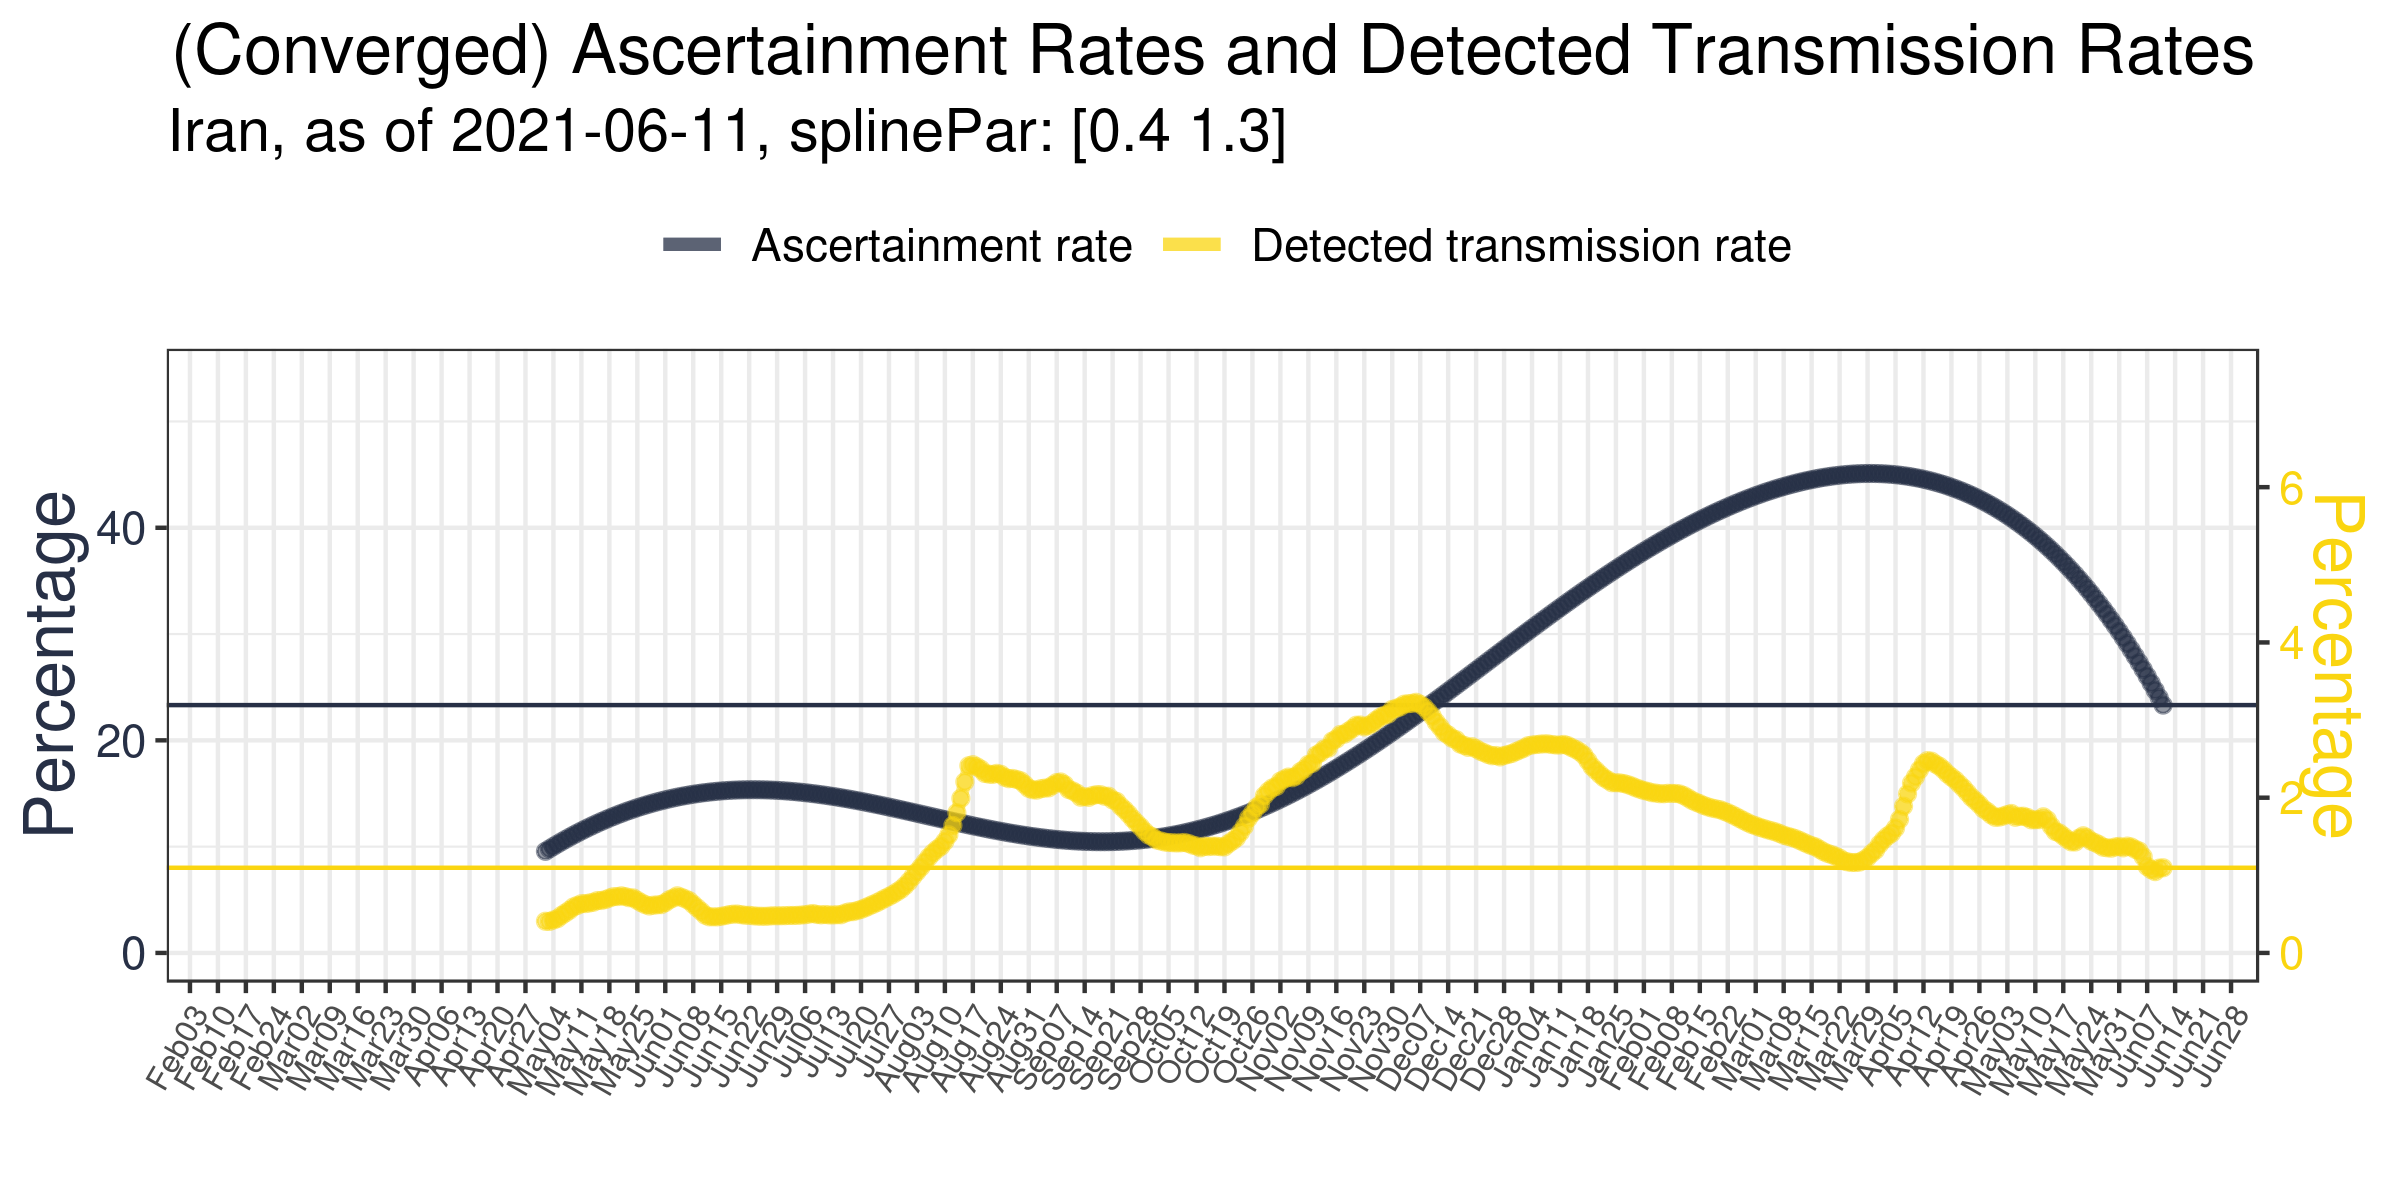 (Converged) Ascertainment Rates and Detected Transmission Rates
Iran, as of 2021-06-11, splinePar: [0.4 1.3]
Ascertainment rate
Detected transmission rate
Percentage
40
20
0
6
4
2
0
Percentage
Feb03
Feb10
Feb17
Feb24
Mar02
Mar09
Mar16
Mar23
Mar30
Apr06
Apr13
Apr20
Apr27
May04
May11
May18
May25
Jun01
Jun08
Jun15
Jun22
Jun29
Jul06
Jul13
Jul20
Jul27
Aug03
Aug10
Aug17
Aug24
Aug31
Sep07
Sep14
Sep21
Sep28
Oct05
Oct12
Oct19
Oct26
Nov02
Nov09
Nov16
Nov23
Nov30
Dec07
Dec14
Dec21
Dec28
Jan04
Jan11
Jan18
Jan25
Feb01
Feb08
Feb15
Feb22
Mar01
Mar08
Mar15
Mar22
Mar29
Apr05
Apr12
Apr19
Apr26
May03
May10
May17
May24
May31
Jun07
Jun14
Jun21
Jun28